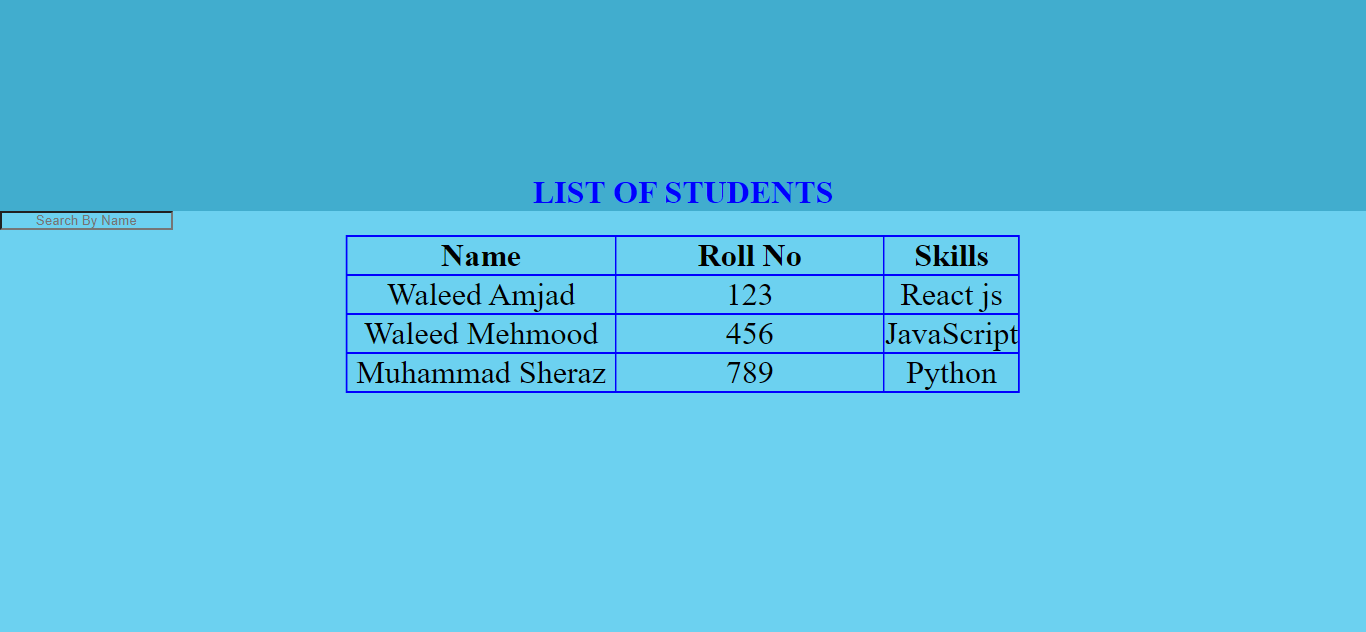 LIST OF STUDENTS
Search By Name
Name Roll No Skills
Waleed Amjad 123 React js
Waleed Mehmood 456 JavaScript
Muhammad Sheraz 789 Python